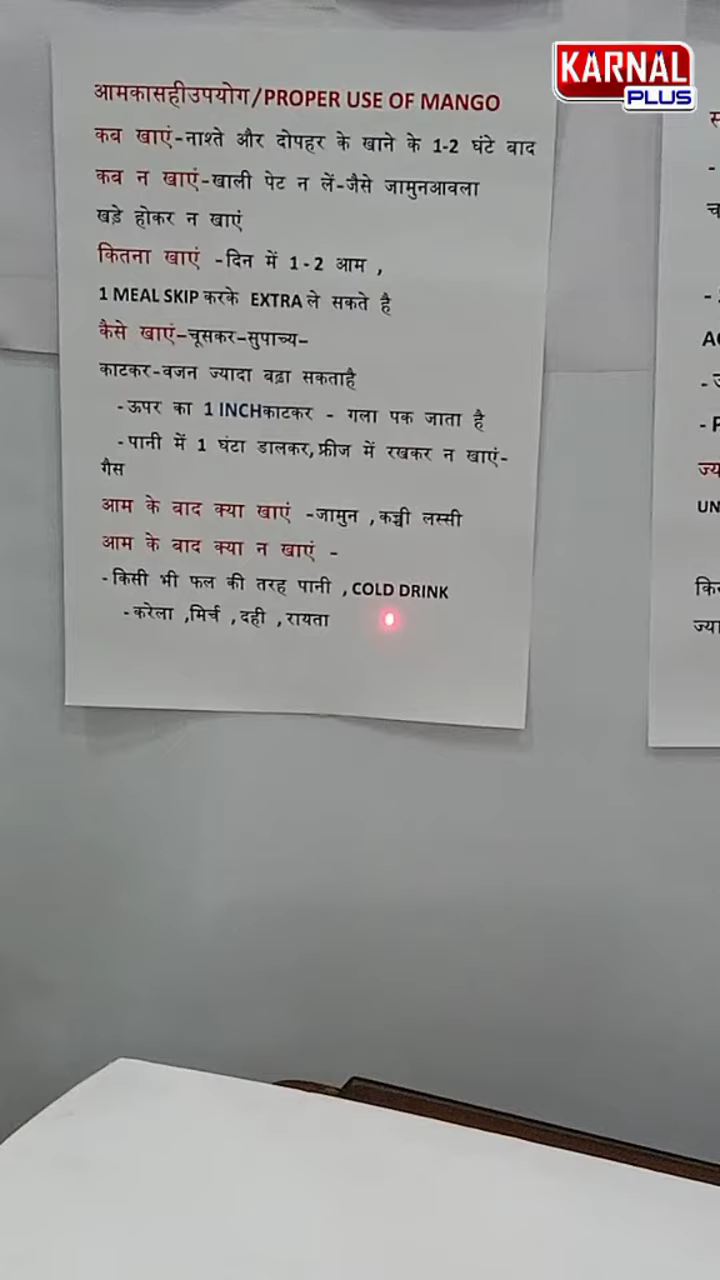 KARNAL
PLUS
आमकासहीउपयोग/PROPER USE OF MANGO
कब खाएं-नाश्ते और दोपहर के खाने के 1-2 घंटे बाद
कब न खाएं-खाली पेट न लें-जैसे जामुनआवला
खड़े होकर न खाएं
कितना खाएं -दिन में 1-2 आम ,
1 MEAL SKIP करके EXTRA ले सकते है
कैसे खाएं-चूसकर-सुपाच्य-
काटकर-वजन ज्यादा बढ़ा सकताहै
-ऊपर का 1 INCHकाटकर - गला पक जाता है
-पानी में 1 घंटा डालकर,फ्रीज में रखकर न खाएं-
गैस
आम के बाद क्या खाएं -जामुन ,कच्ची लस्सी
आम के बाद क्या न खाएं -
-किसी भी फल की तरह पानी , COLD DRINK
-करेला ,मिर्च ,दही ,रायता
UN